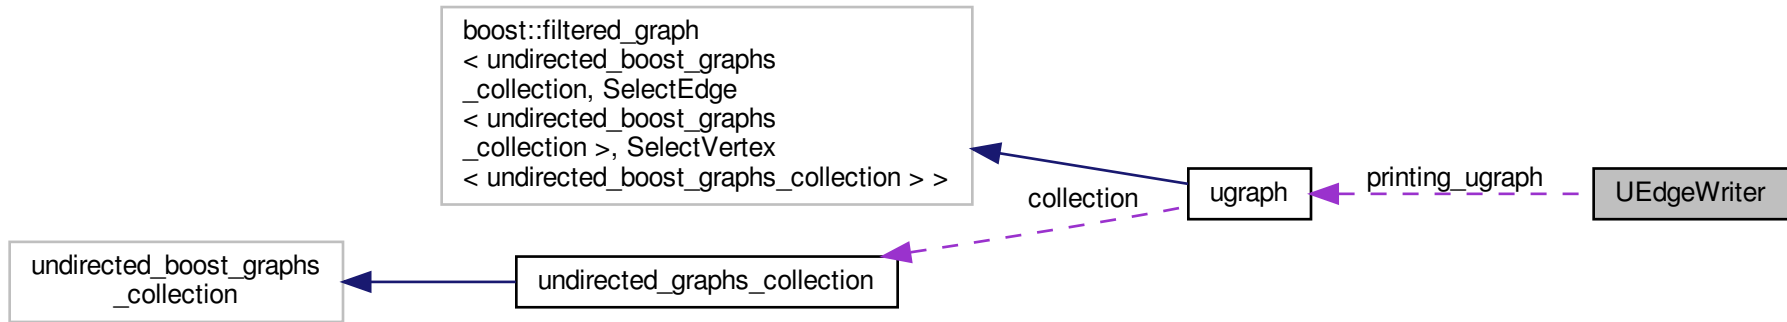 boost::filtered_graph
< undirected_boost_graphs
_collection, SelectEdge
< undirected_boost_graphs
_collection >, SelectVertex
< undirected_boost_graphs_collection > >
collection
ugraph
printing_ugraph
UEdgeWriter
undirected_boost_graphs
_collection
undirected_graphs_collection